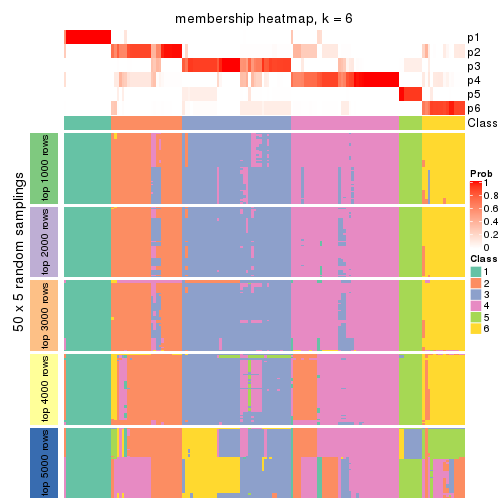 membership heatmap, k = 6
p1
p2
p3
p4
p5
p6
Class
50 x 5 random samplings
top 1000 rows
top 2000 rows
top 3000 rows
top 4000 rows
top 5000 rows
Prob
1
0.8
0.6
0.4
0.2
0
Class
1
2
3
4
5
6